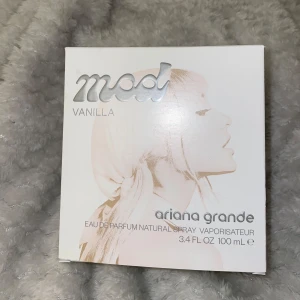 mod
VANILLA
ariana grande
EAU DE PARFUM NATURAL SPRAY VAPORISATEUR
3.4 FL OZ 100 mL ℮